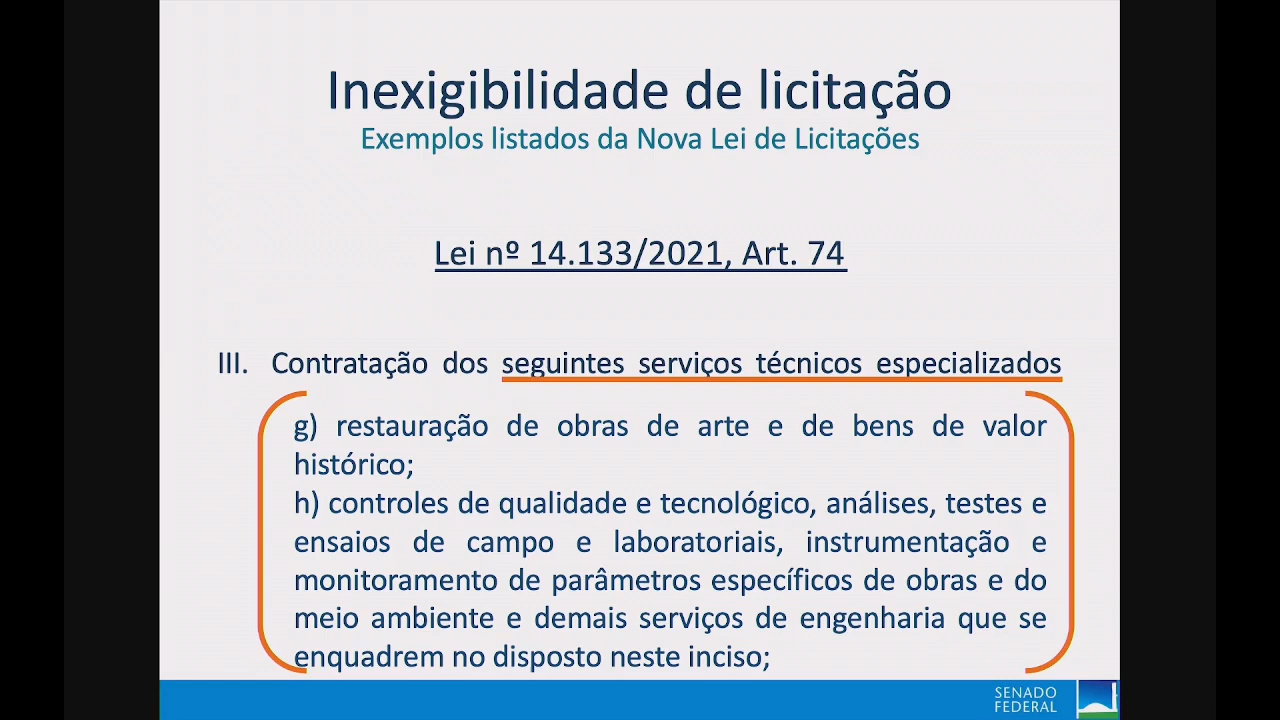 Inexigibilidade de licitação
Exemplos listados da Nova Lei de Licitações
Lei nº 14.133/2021, Art. 74
III. Contratação dos seguintes serviços técnicos especializados
g) restauração de obras de arte e de bens de valor
histórico;
h) controles de qualidade e tecnológico, análises, testes e
ensaios de campo e laboratoriais, instrumentação e
monitoramento de parâmetros específicos de obras e do
meio ambiente e demais serviços de engenharia que se
enquadrem no disposto neste inciso;
SENADO
FEDERAL